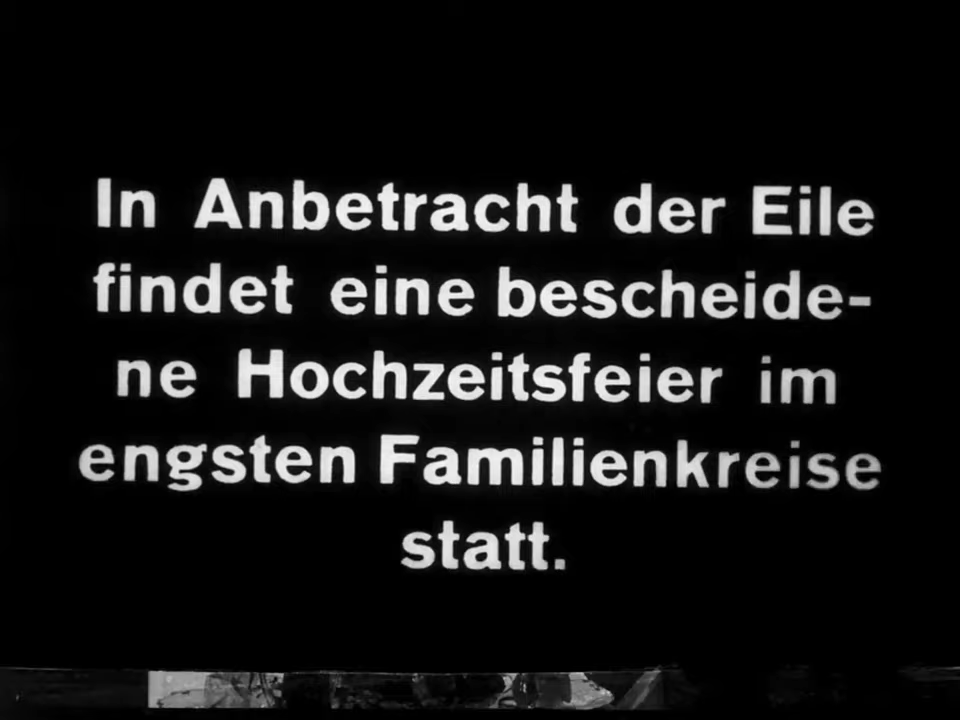 In Anbetracht der Eile
findet eine bescheide-
ne Hochzeitsfeier im
engsten Familienkreise
statt.